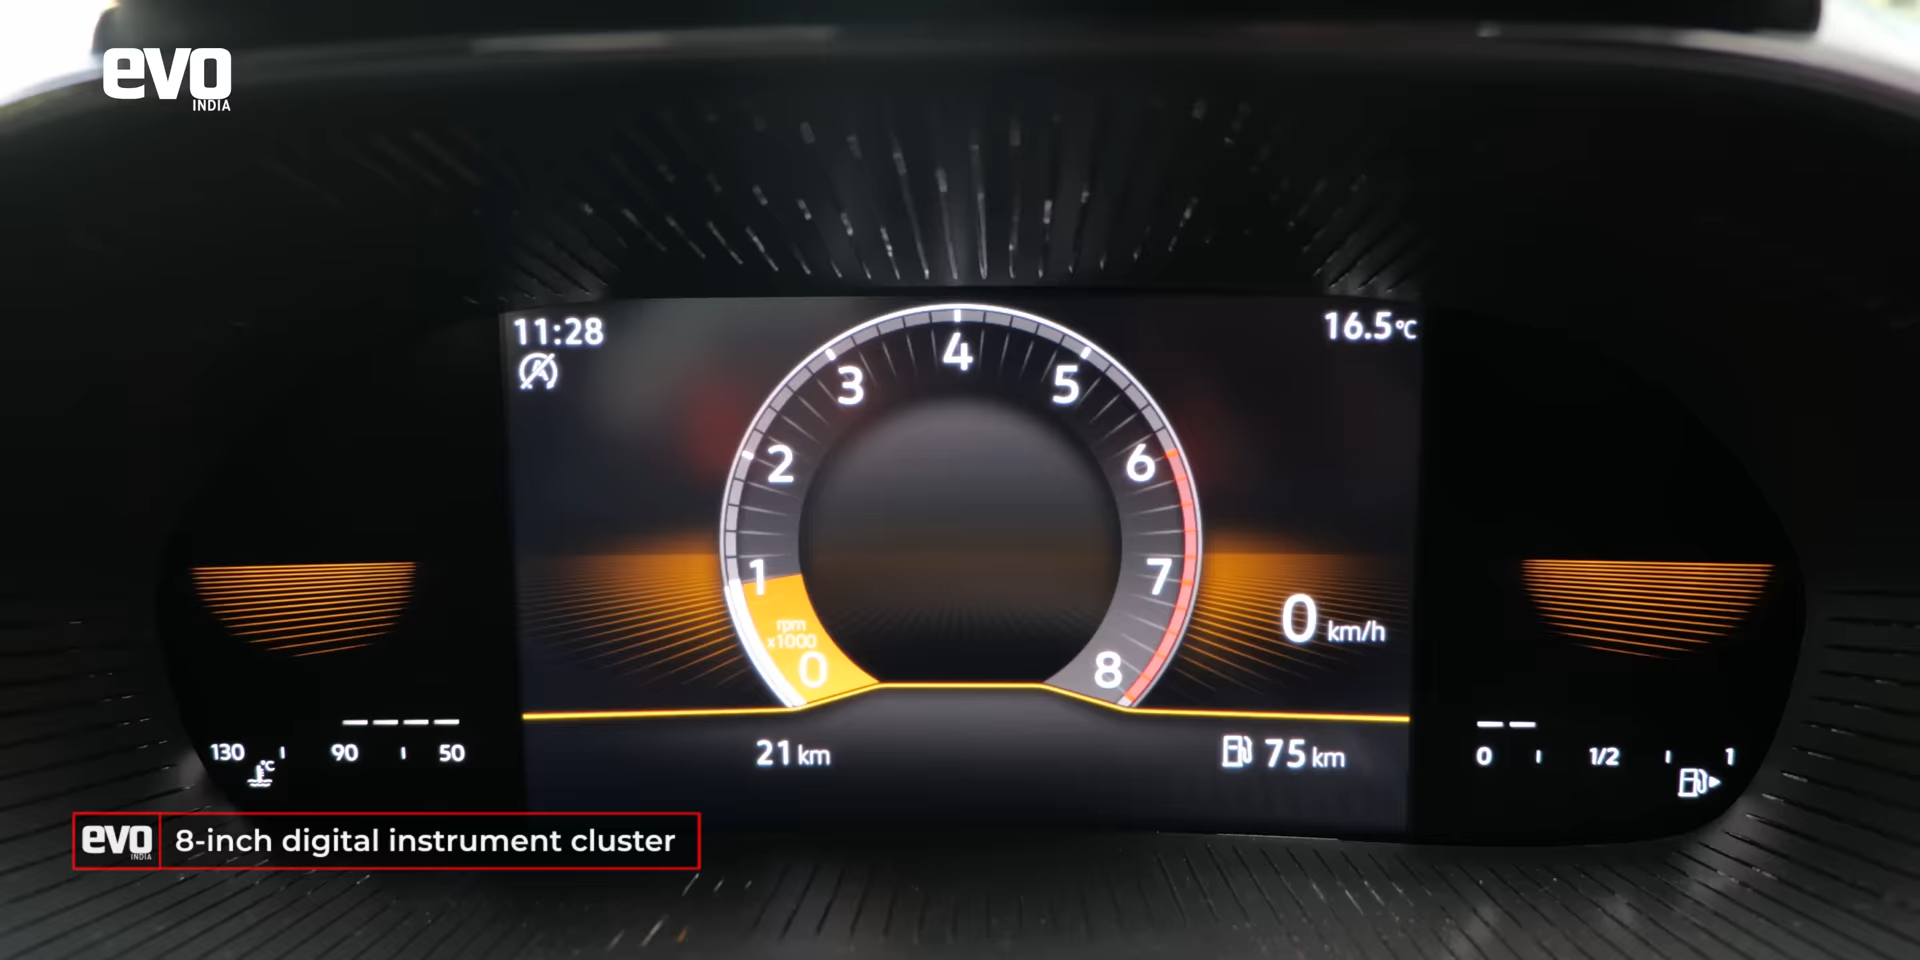 evo
INDIA
11:28
16.5°C
4
3
5
2
6
1
7
rpm
x1000
0
8
0 km/h
130
90
50
°C
21 km
75 km
0
1/2
1
evo
INDIA
8-inch digital instrument cluster